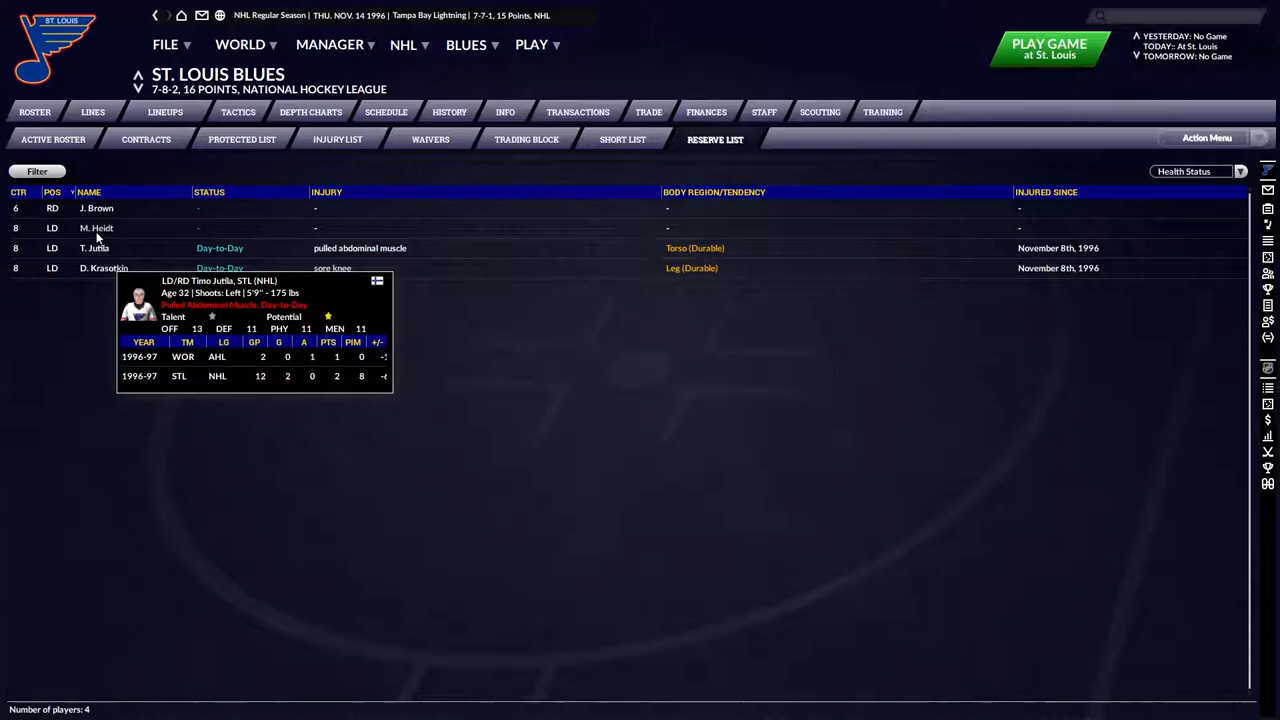 ST. LOUIS
NHL Regular Season | THU. NOV. 14 1996 | Tampa Bay Lightning | 7-7-1, 15 Points, NHL
FILE WORLD MANAGER NHL BLUES PLAY
PLAY GAME
at St. Louis
YESTERDAY: No Game
TODAY:: At St. Louis
TOMORROW: No Game
ST. LOUIS BLUES
7-8-2, 16 POINTS, NATIONAL HOCKEY LEAGUE
ROSTER LINES LINEUPS TACTICS DEPTH CHARTS SCHEDULE HISTORY INFO TRANSACTIONS TRADE FINANCES STAFF SCOUTING TRAINING
ACTIVE ROSTER CONTRACTS PROTECTED LIST INJURY LIST WAIVERS TRADING BLOCK SHORT LIST RESERVE LIST Action Menu
Filter Health Status
CTR POS NAME STATUS INJURY BODY REGION/TENDENCY INJURED SINCE
6 RD J. Brown - - - -
8 LD M. Heidt - - - -
8 LD T. Jutila Day-to-Day pulled abdominal muscle Torso (Durable) November 8th, 1996
8 LD D. Krasotkin Day-to-Day sore knee Leg (Durable) November 8th, 1996
LD/RD Timo Jutila, STL (NHL)
Age 32 | Shoots: Left | 5'9" - 175 lbs
Pulled Abdominal Muscle, Day-to-Day
Talent Potential
OFF 13 DEF 11 PHY 11 MEN 11
YEAR TM LG GP G A PTS PIM +/-
1996-97 WOR AHL 2 0 1 1 0
1996-97 STL NHL 12 2 0 2 8
Number of players: 4